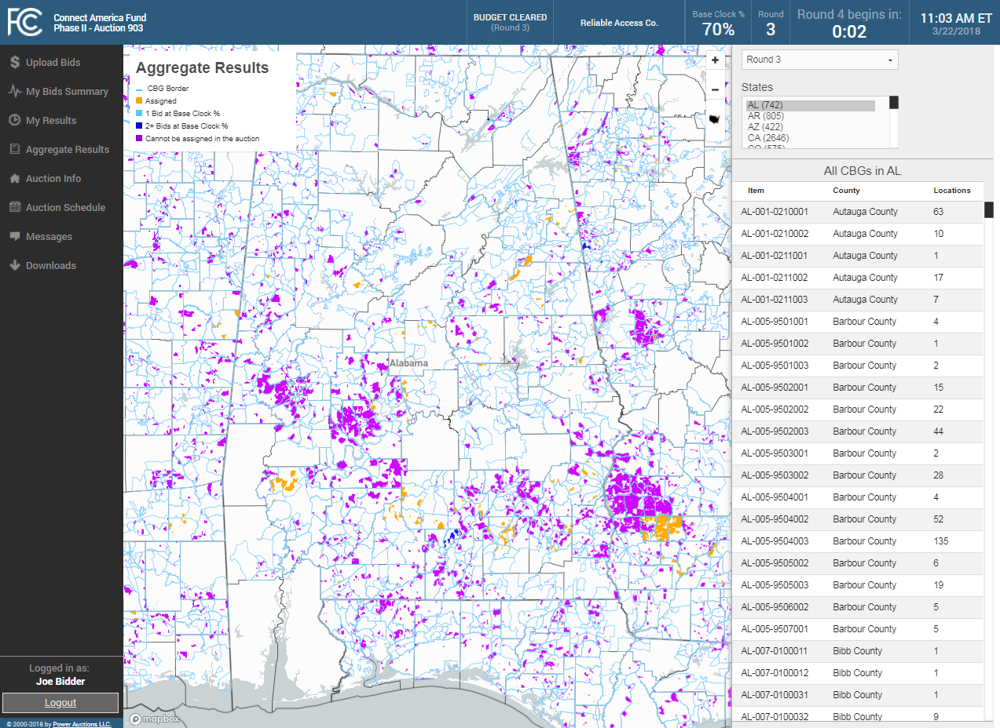 FCC
Connect America Fund
Phase II - Auction 903
BUDGET CLEARED
(Round 3)
Reliable Access Co.
Base Clock %
70%
Round
3
Round 4 begins in:
0:02
11:03 AM ET
3/22/2018
Upload Bids
My Bids Summary
My Results
Aggregate Results
Auction Info
Auction Schedule
Messages
Downloads
Logged in as:
Joe Bidder
Logout
© 2000-2018 by Power Auctions LLC.
Aggregate Results
CBG Border
Assigned
1 Bid at Base Clock %
2+ Bids at Base Clock %
Cannot be assigned in the auction
+
−
Alabama
mapbox
Round 3
States
AL (742)
AR (805)
AZ (422)
CA (2646)
CO (575)
All CBGs in AL
Item County Locations
AL-001-0210001 Autauga County 63
AL-001-0210002 Autauga County 10
AL-001-0211001 Autauga County 1
AL-001-0211002 Autauga County 17
AL-001-0211003 Autauga County 7
AL-005-9501001 Barbour County 4
AL-005-9501002 Barbour County 1
AL-005-9501003 Barbour County 2
AL-005-9502001 Barbour County 15
AL-005-9502002 Barbour County 22
AL-005-9502003 Barbour County 44
AL-005-9503001 Barbour County 2
AL-005-9503002 Barbour County 28
AL-005-9504001 Barbour County 4
AL-005-9504002 Barbour County 52
AL-005-9504003 Barbour County 135
AL-005-9505002 Barbour County 6
AL-005-9505003 Barbour County 19
AL-005-9506002 Barbour County 5
AL-005-9507001 Barbour County 5
AL-007-0100011 Bibb County 1
AL-007-0100012 Bibb County 1
AL-007-0100031 Bibb County 1
AL-007-0100032 Bibb County 9